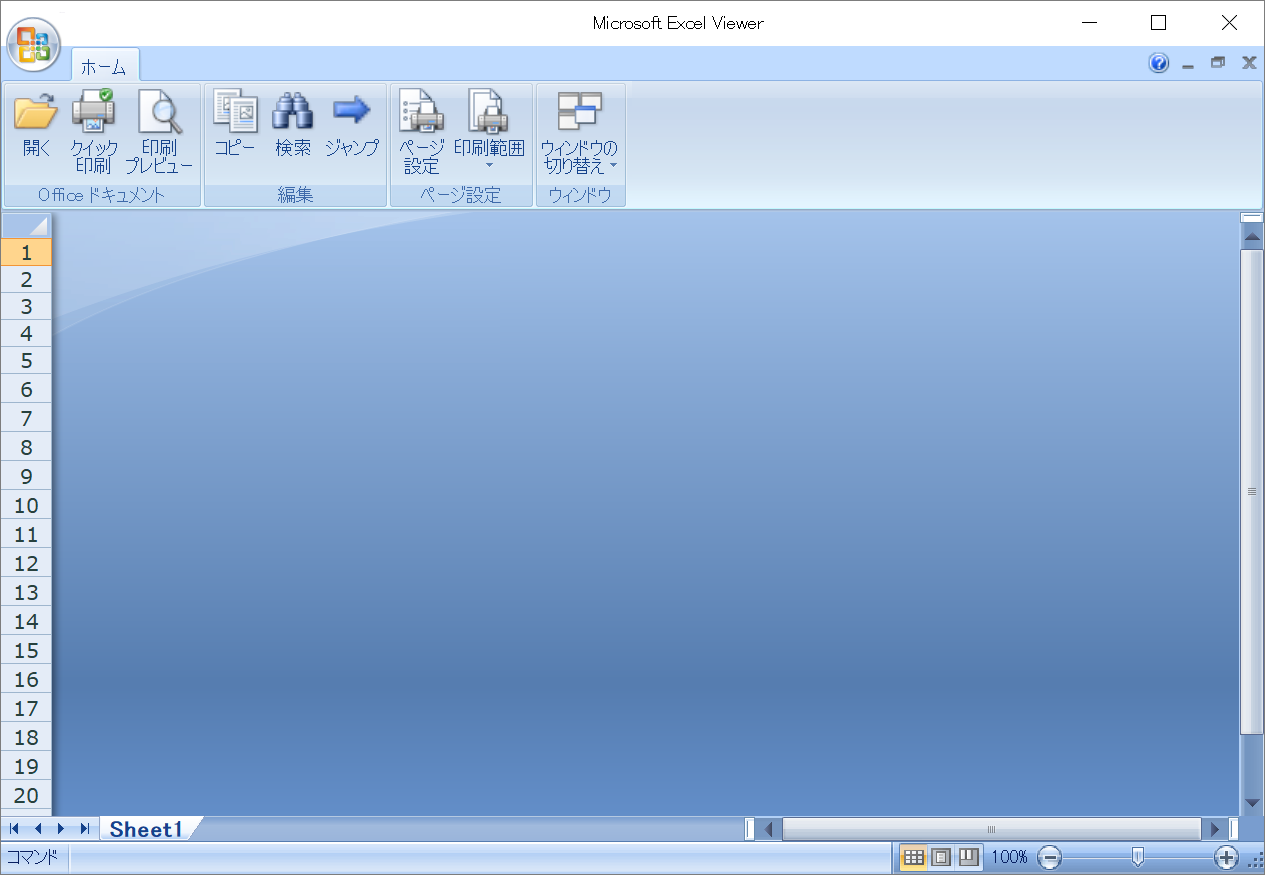 Microsoft Excel Viewer
ホーム
開く
クイック
印刷
印刷
プレビュー
コピー
検索
ジャンプ
ページ
設定
印刷範囲
ウィンドウの
切り替え
Office ドキュメント
編集
ページ設定
ウィンドウ
1
2
3
4
5
6
7
8
9
10
11
12
13
14
15
16
17
18
19
20
Sheet1
コマンド
100%